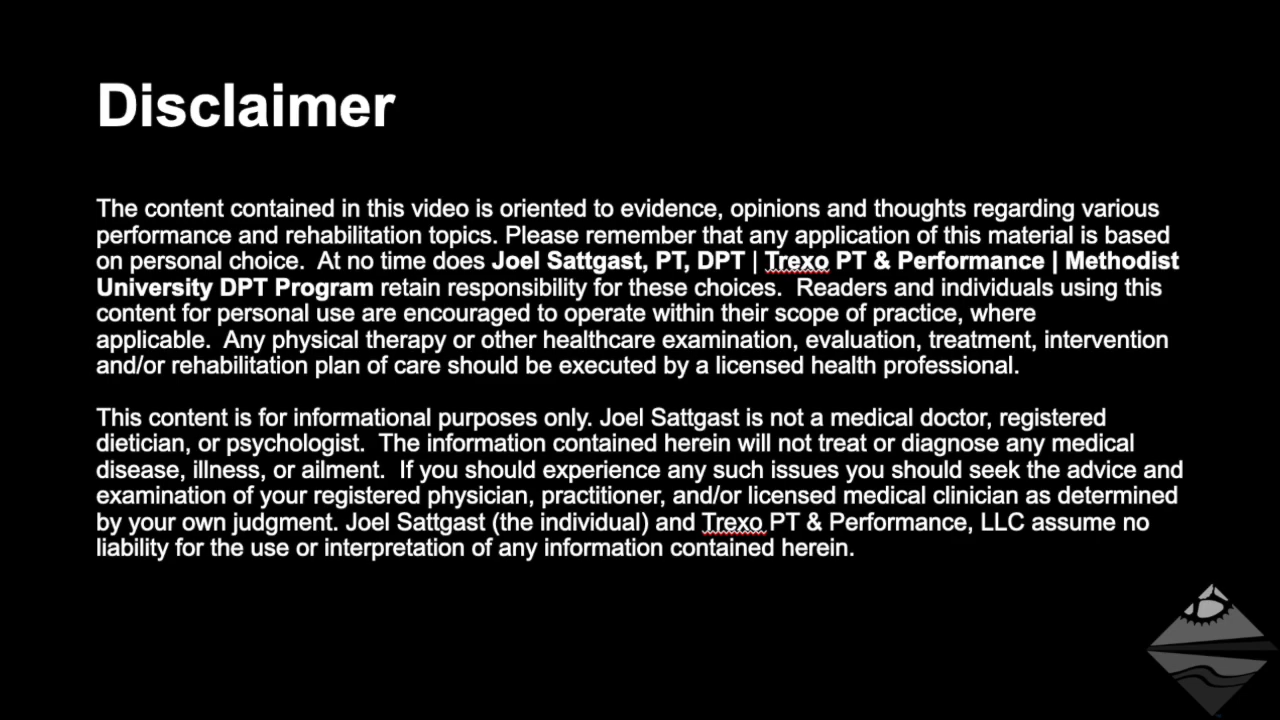 Disclaimer
The content contained in this video is oriented to evidence, opinions and thoughts regarding various
performance and rehabilitation topics. Please remember that any application of this material is based
on personal choice.  At no time does Joel Sattgast, PT, DPT | Trexo PT & Performance | Methodist
University DPT Program retain responsibility for these choices.  Readers and individuals using this
content for personal use are encouraged to operate within their scope of practice, where
applicable.  Any physical therapy or other healthcare examination, evaluation, treatment, intervention
and/or rehabilitation plan of care should be executed by a licensed health professional.
This content is for informational purposes only. Joel Sattgast is not a medical doctor, registered
dietician, or psychologist.  The information contained herein will not treat or diagnose any medical
disease, illness, or ailment.  If you should experience any such issues you should seek the advice and
examination of your registered physician, practitioner, and/or licensed medical clinician as determined
by your own judgment. Joel Sattgast (the individual) and Trexo PT & Performance, LLC assume no
liability for the use or interpretation of any information contained herein.